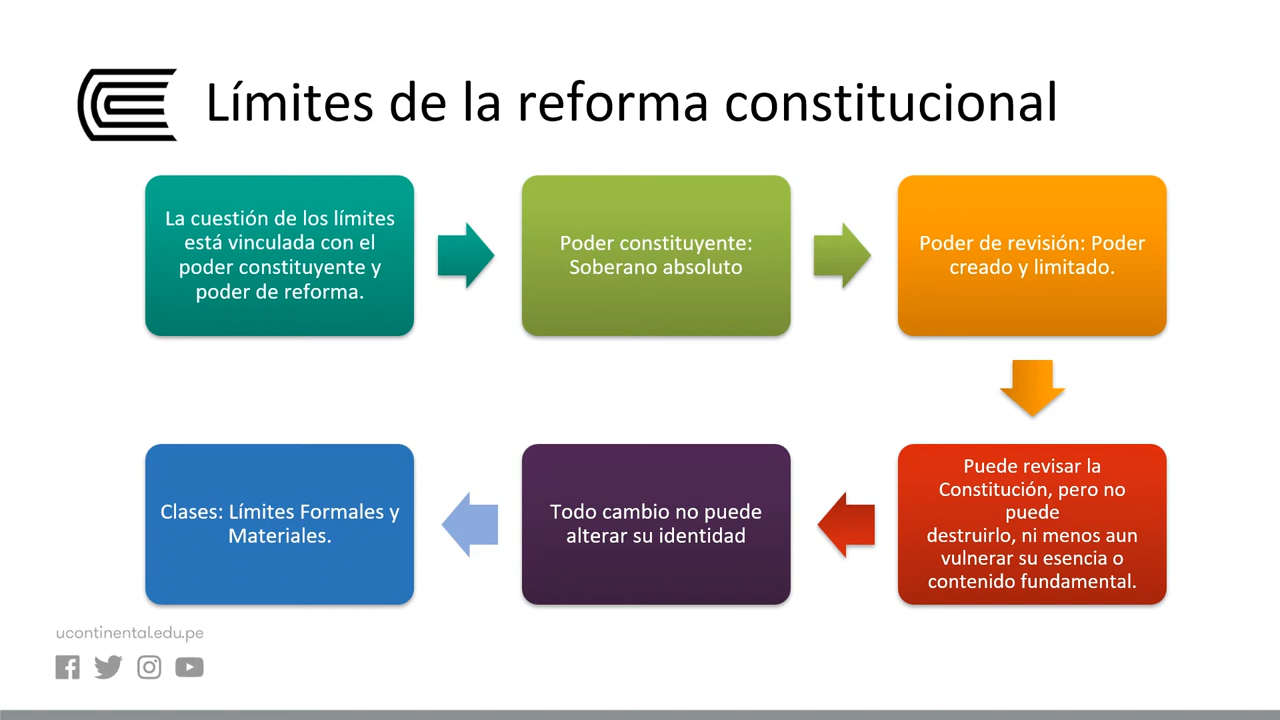 Límites de la reforma constitucional
La cuestión de los límites
está vinculada con el
poder constituyente y
poder de reforma.
Poder constituyente:
Soberano absoluto
Poder de revisión: Poder
creado y limitado.
Puede revisar la
Constitución, pero no
puede
destruirlo, ni menos aun
vulnerar su esencia o
contenido fundamental.
Todo cambio no puede
alterar su identidad
Clases: Límites Formales y
Materiales.
ucontinental.edu.pe